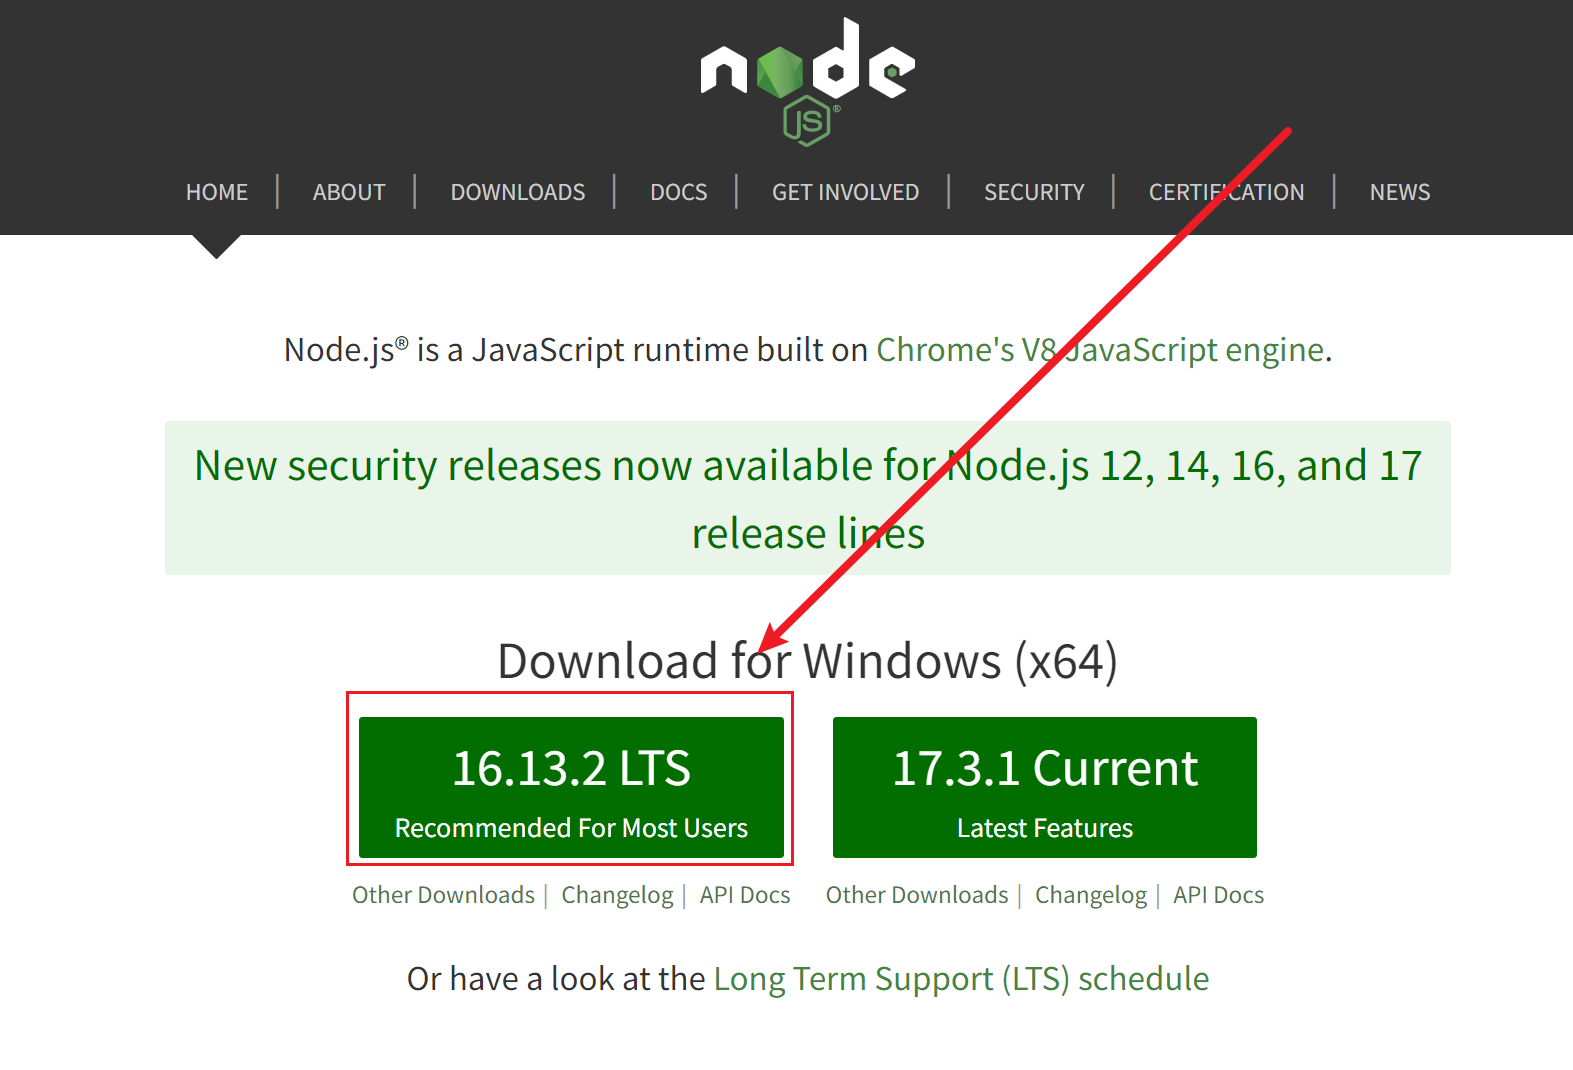 node
JS®
HOME | ABOUT | DOWNLOADS | DOCS | GET INVOLVED | SECURITY | CERTIFICATION | NEWS
Node.js® is a JavaScript runtime built on Chrome's V8 JavaScript engine.
New security releases now available for Node.js 12, 14, 16, and 17
release lines
Download for Windows (x64)
16.13.2 LTS
Recommended For Most Users
17.3.1 Current
Latest Features
Other Downloads | Changelog | API Docs
Other Downloads | Changelog | API Docs
Or have a look at the Long Term Support (LTS) schedule